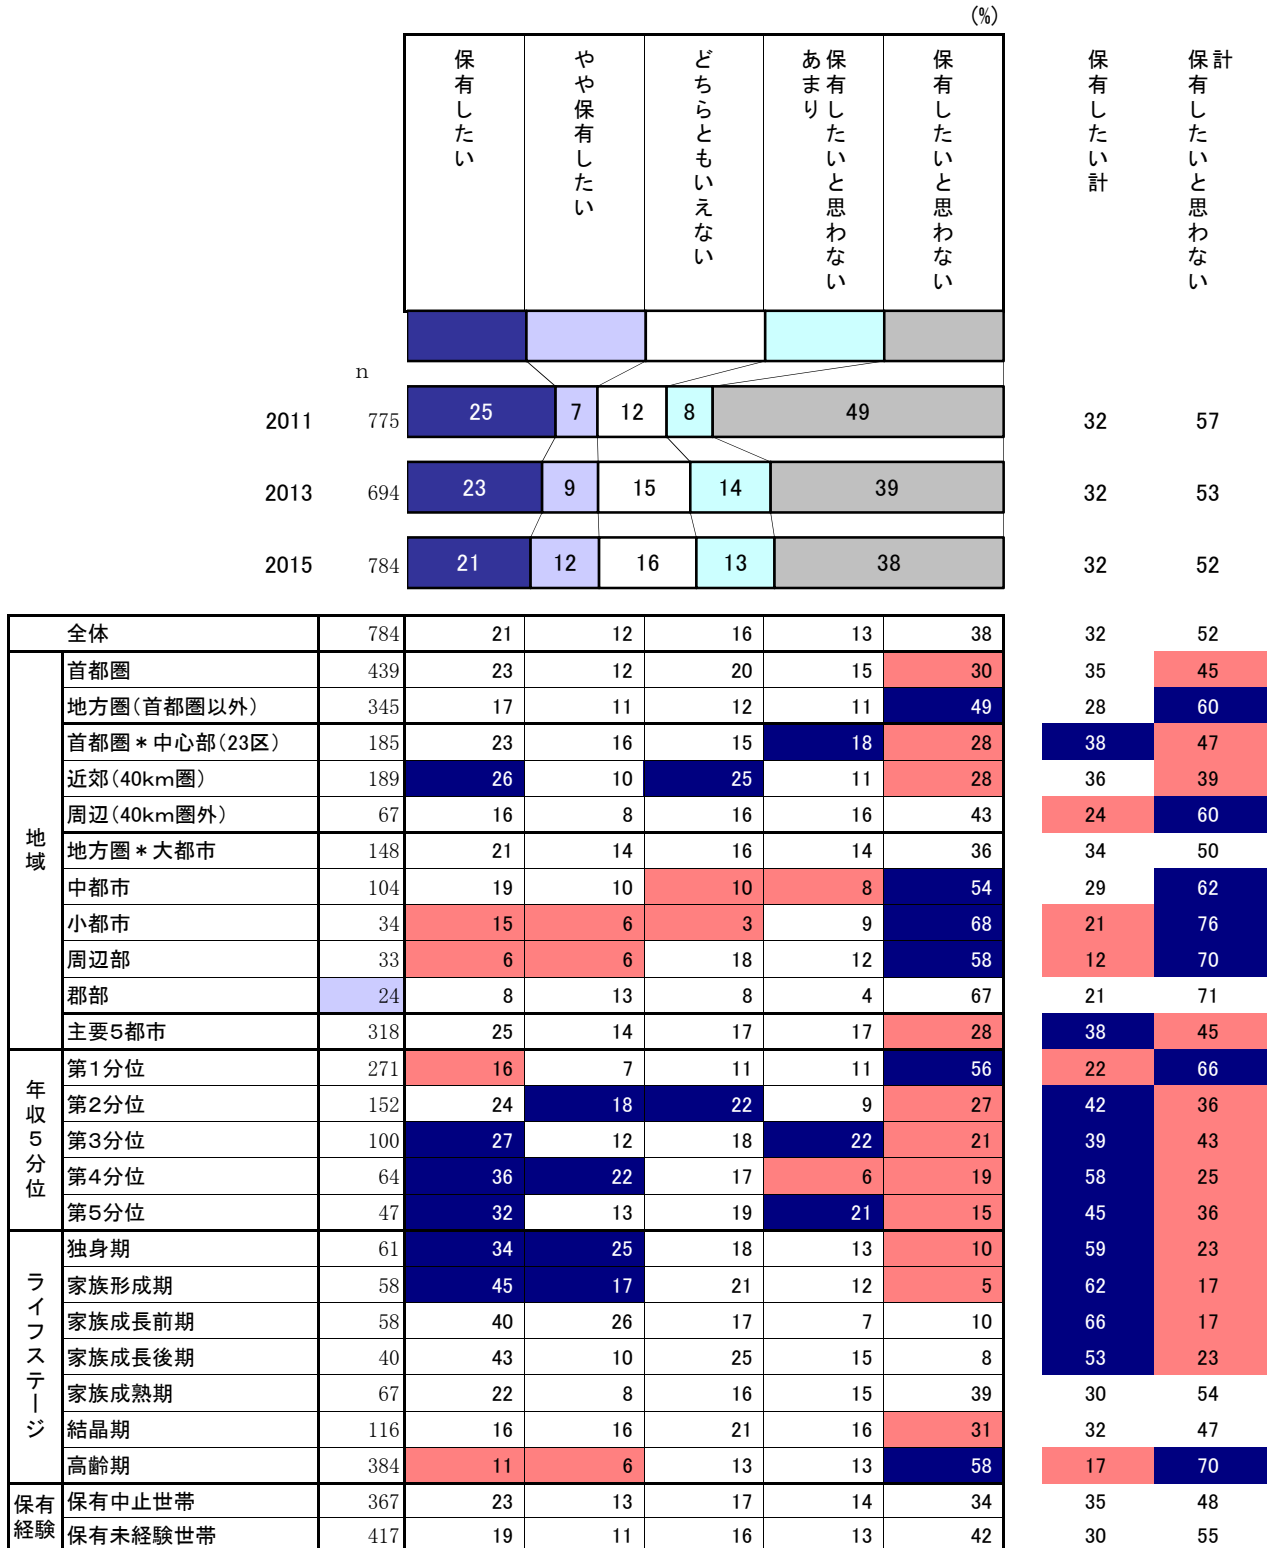 (%)
保有したい
やや保有したい
どちらともいえない
あまり
保有したいと思わない
保有したいと思わない
保有したい計
保有したいと思わない
計
n
2011 775 25 7 12 8 49 32 57
2013 694 23 9 15 14 39 32 53
2015 784 21 12 16 13 38 32 52
全体 784 21 12 16 13 38 32 52
地域
首都圏 439 23 12 20 15 30 35 45
地方圏(首都圏以外) 345 17 11 12 11 49 28 60
首都圏*中心部(23区) 185 23 16 15 18 28 38 47
近郊(40km圏) 189 26 10 25 11 28 36 39
周辺(40km圏外) 67 16 8 16 16 43 24 60
地方圏*大都市 148 21 14 16 14 36 34 50
中都市 104 19 10 10 8 54 29 62
小都市 34 15 6 3 9 68 21 76
周辺部 33 6 6 18 12 58 12 70
郡部 24 8 13 8 4 67 21 71
主要5都市 318 25 14 17 17 28 38 45
年収5分位
第1分位 271 16 7 11 11 56 22 66
第2分位 152 24 18 22 9 27 42 36
第3分位 100 27 12 18 22 21 39 43
第4分位 64 36 22 17 6 19 58 25
第5分位 47 32 13 19 21 15 45 36
ライフステージ
独身期 61 34 25 18 13 10 59 23
家族形成期 58 45 17 21 12 5 62 17
家族成長前期 58 40 26 17 7 10 66 17
家族成長後期 40 43 10 25 15 8 53 23
家族成熟期 67 22 8 16 15 39 30 54
結晶期 116 16 16 21 16 31 32 47
高齢期 384 11 6 13 13 58 17 70
保有
経験
保有中止世帯 367 23 13 17 14 34 35 48
保有未経験世帯 417 19 11 16 13 42 30 55